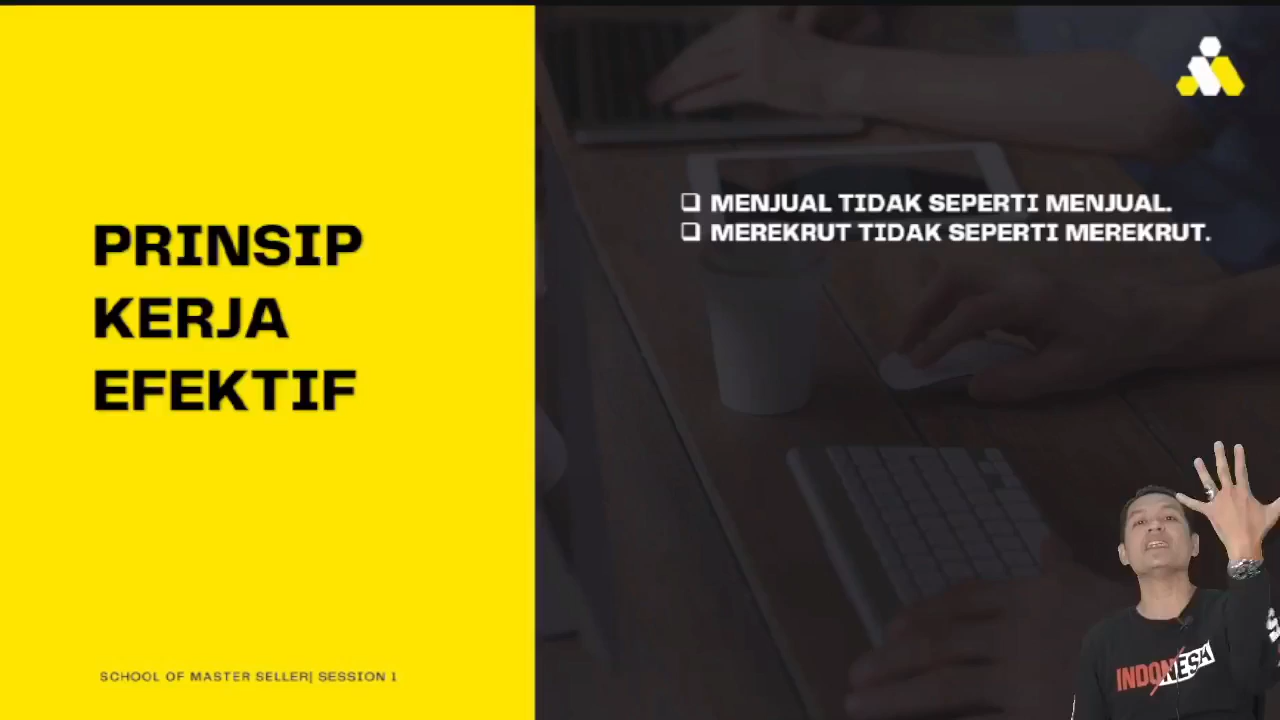 PRINSIP
KERJA
EFEKTIF
❑ MENJUAL TIDAK SEPERTI MENJUAL.
❑ MEREKRUT TIDAK SEPERTI MEREKRUT.
SCHOOL OF MASTER SELLER| SESSION 1
INDONESIA